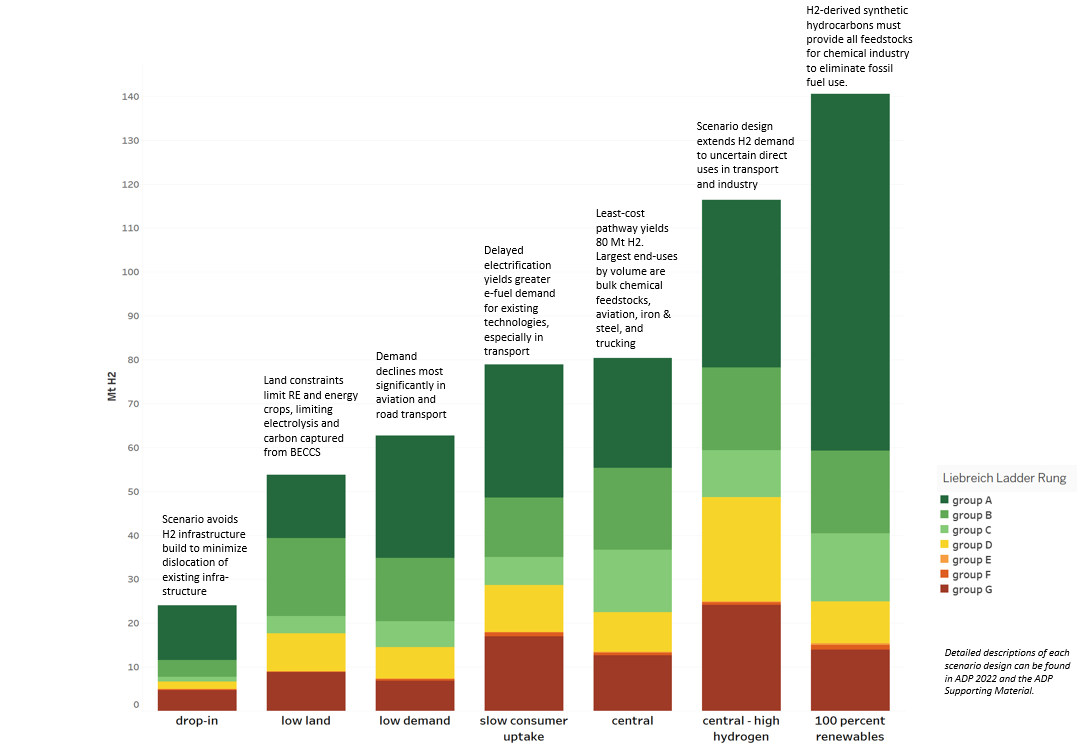 H2-derived synthetic
hydrocarbons must
provide all feedstocks
for chemical industry
to eliminate fossil
fuel use.
Scenario design
extends H2 demand
to uncertain direct
uses in transport
and industry
Least-cost
pathway yields
80 Mt H2.
Largest end-uses
by volume are
bulk chemical
feedstocks,
aviation, iron &
steel, and
trucking
Delayed
electrification
yields greater
e-fuel demand
for existing
technologies,
especially in
transport
Demand
declines most
significantly in
aviation and
road transport
Land constraints
limit RE and energy
crops, limiting
electrolysis and
carbon captured
from BECCS
Scenario avoids
H2 infrastructure
build to minimize
dislocation of
existing infra-
structure
Mt H2
140
130
120
110
100
90
80
70
60
50
40
30
20
10
0
drop-in
low land
low demand
slow consumer
uptake
central
central - high
hydrogen
100 percent
renewables
Liebreich Ladder Rung
group A
group B
group C
group D
group E
group F
group G
Detailed descriptions of each
scenario design can be found
in ADP 2022 and the ADP
Supporting Material.